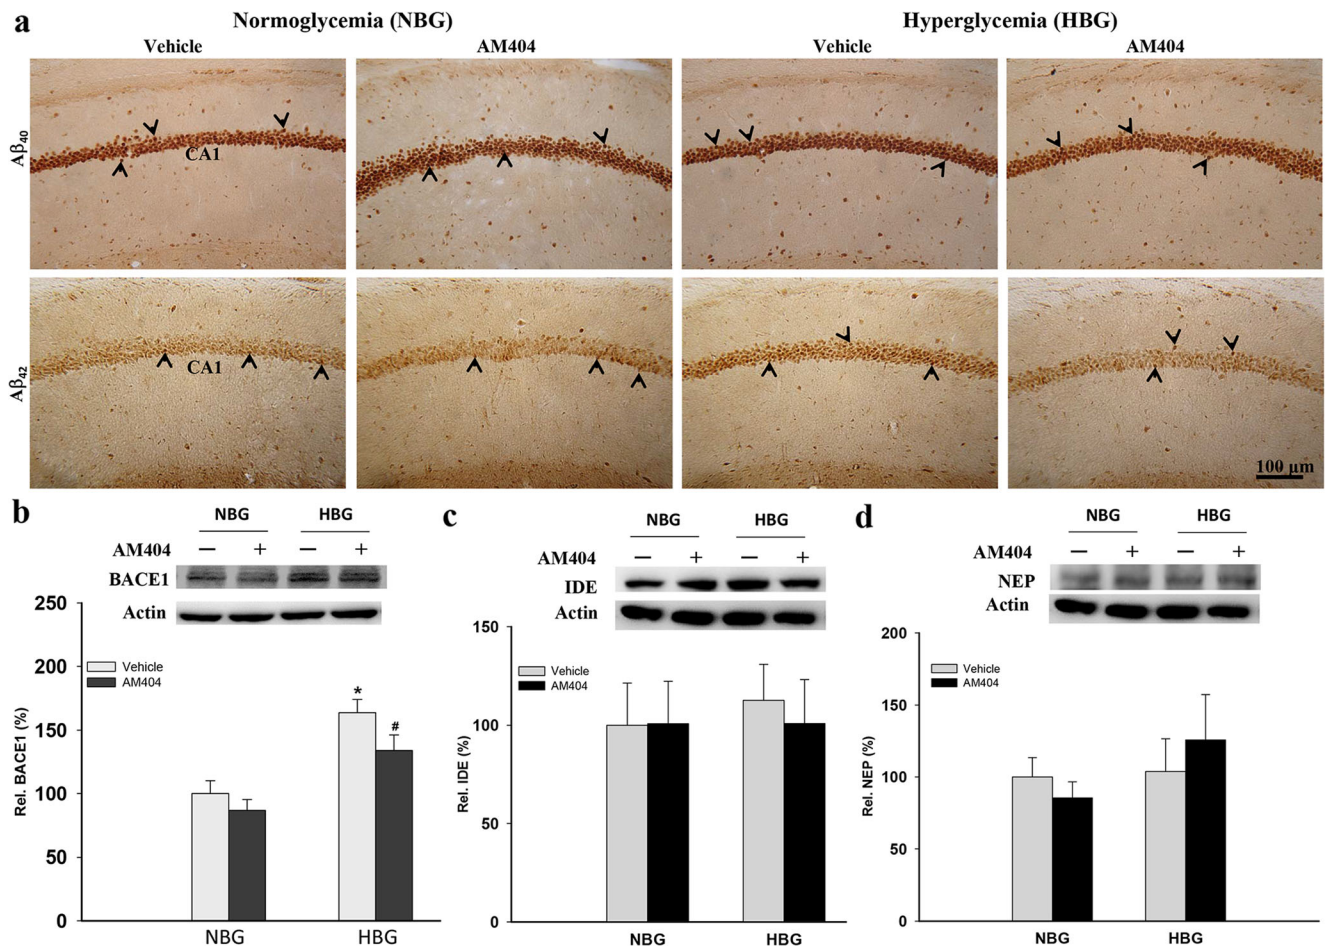 a
Normoglycemia (NBG)
Hyperglycemia (HBG)
Vehicle
AM404
Vehicle
AM404
Aβ40
CA1
Aβ42
CA1
100 µm
b
NBG
HBG
AM404
— + — +
BACE1
Actin
250
200
150
100
50
0
Rel. BACE1 (%)
Vehicle
AM404
*
#
NBG
HBG
c
NBG
HBG
AM404
— + — +
IDE
Actin
150
100
50
0
Rel. IDE (%)
Vehicle
AM404
NBG
HBG
d
NBG
HBG
AM404
— + — +
NEP
Actin
200
150
100
50
0
Rel. NEP (%)
Vehicle
AM404
NBG
HBG